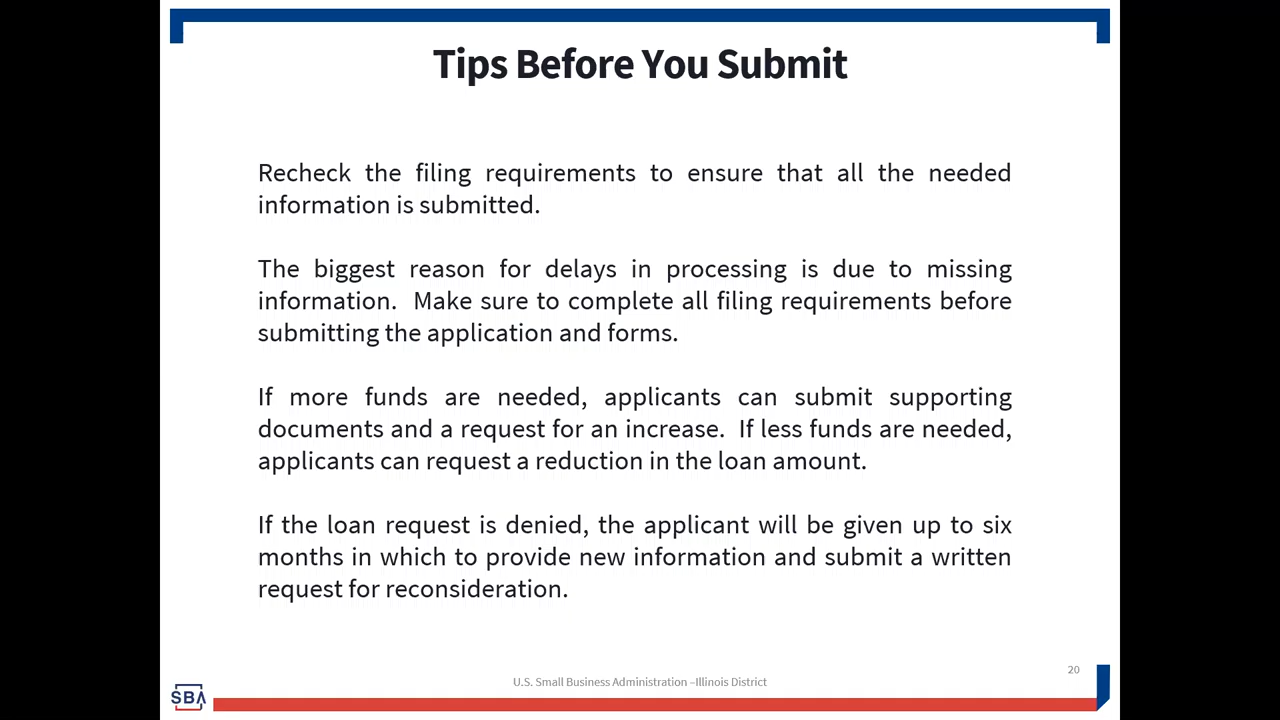 Tips Before You Submit
Recheck the filing requirements to ensure that all the needed
information is submitted.
The biggest reason for delays in processing is due to missing
information.  Make sure to complete all filing requirements before
submitting the application and forms.
If more funds are needed, applicants can submit supporting
documents and a request for an increase.  If less funds are needed,
applicants can request a reduction in the loan amount.
If the loan request is denied, the applicant will be given up to six
months in which to provide new information and submit a written
request for reconsideration.
20
U.S. Small Business Administration –Illinois District
SBA